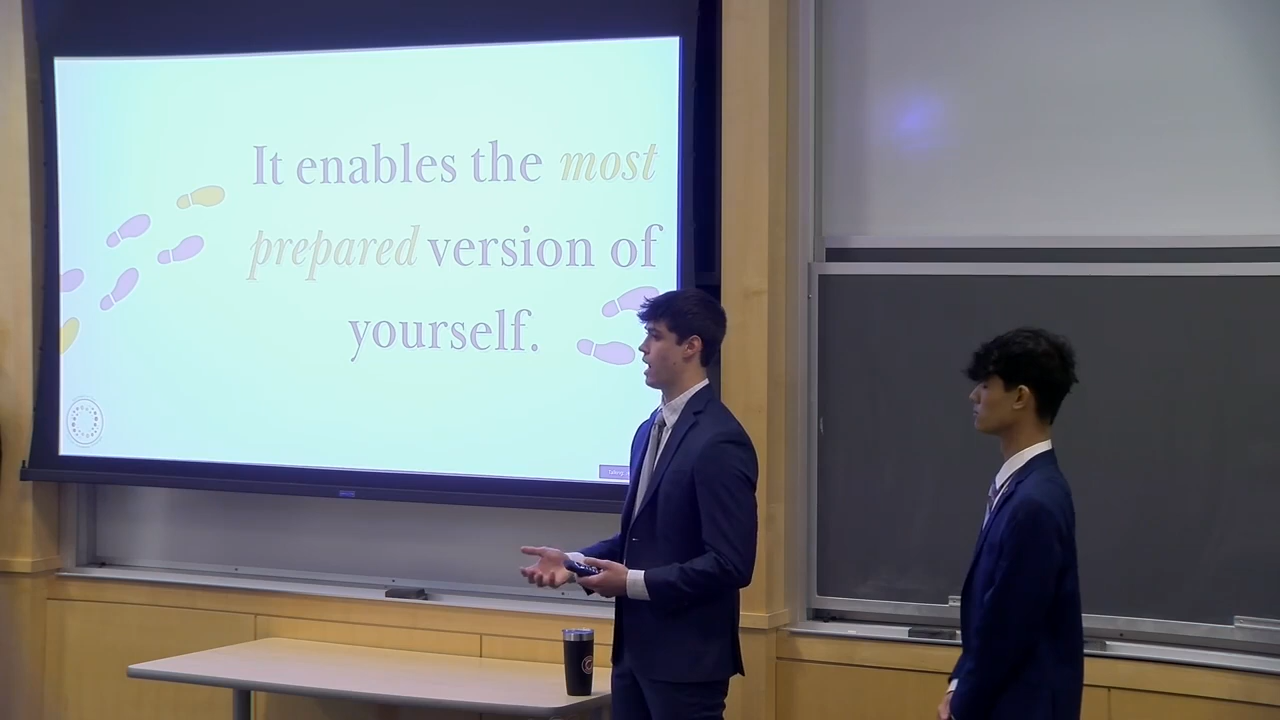 It enables the most
prepared version of
yourself.